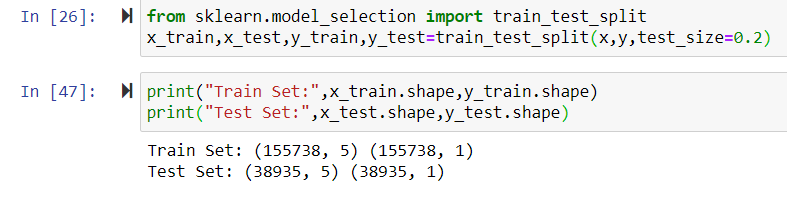 In [26]: from sklearn.model_selection import train_test_split
x_train,x_test,y_train,y_test=train_test_split(x,y,test_size=0.2)
In [47]: print("Train Set:",x_train.shape,y_train.shape)
print("Test Set:",x_test.shape,y_test.shape)
Train Set: (155738, 5) (155738, 1)
Test Set: (38935, 5) (38935, 1)